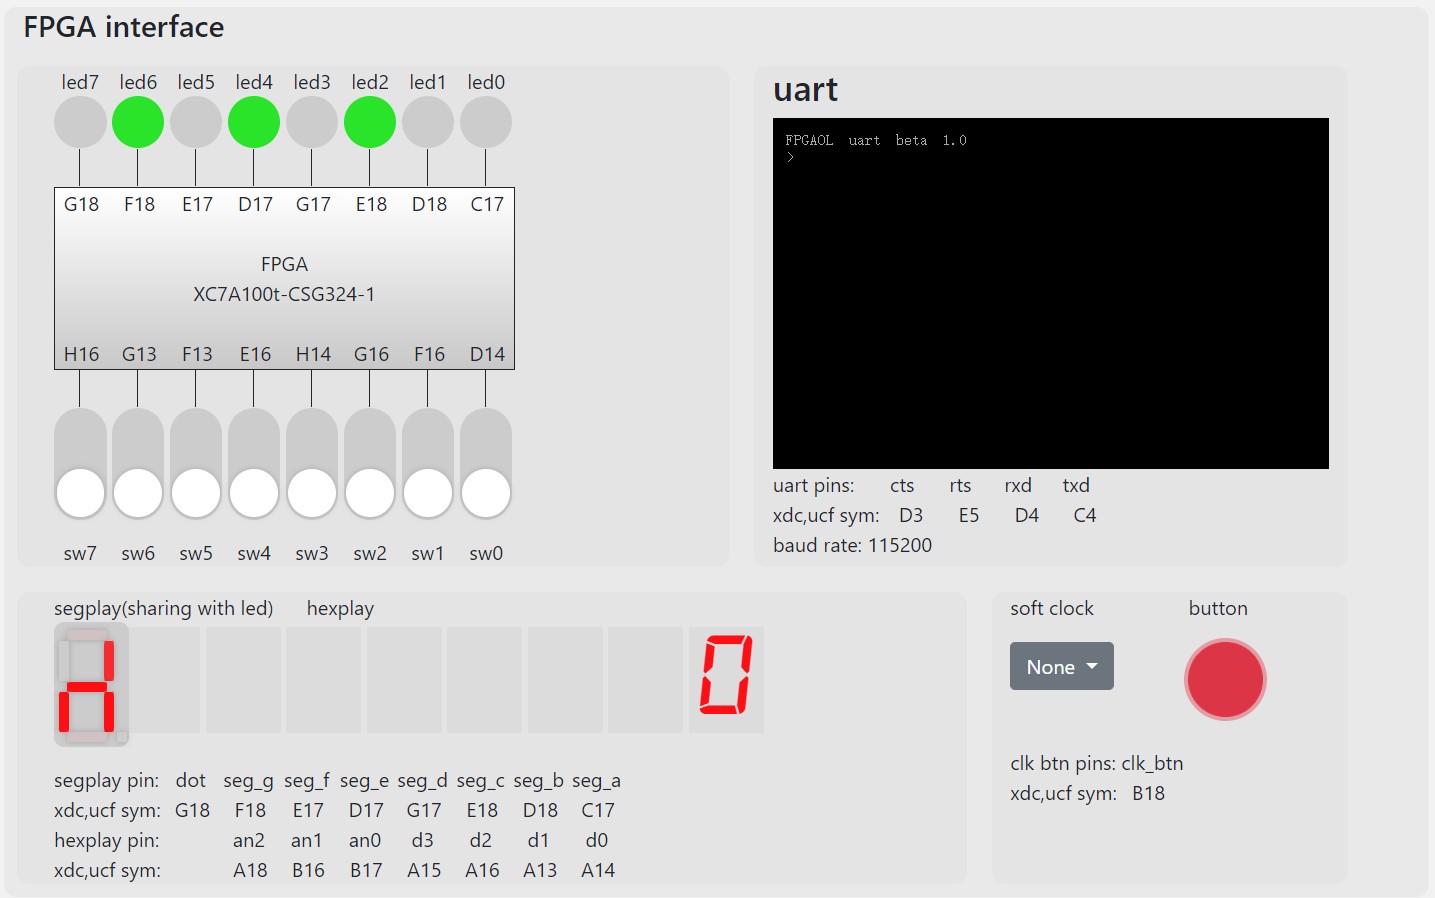 FPGA interface
led7 led6 led5 led4 led3 led2 led1 led0
G18 F18 E17 D17 G17 E18 D18 C17
FPGA
XC7A100t-CSG324-1
H16 G13 F13 E16 H14 G16 F16 D14
sw7 sw6 sw5 sw4 sw3 sw2 sw1 sw0
uart
FPGAOL uart beta 1.0
>
uart pins: cts rts rxd txd
xdc,ucf sym: D3 E5 D4 C4
baud rate: 115200
segplay(sharing with led) hexplay
0
segplay pin: dot seg_g seg_f seg_e seg_d seg_c seg_b seg_a
xdc,ucf sym: G18 F18 E17 D17 G17 E18 D18 C17
hexplay pin: an2 an1 an0 d3 d2 d1 d0
xdc,ucf sym: A18 B16 B17 A15 A16 A13 A14
soft clock button
None
clk btn pins: clk_btn
xdc,ucf sym: B18